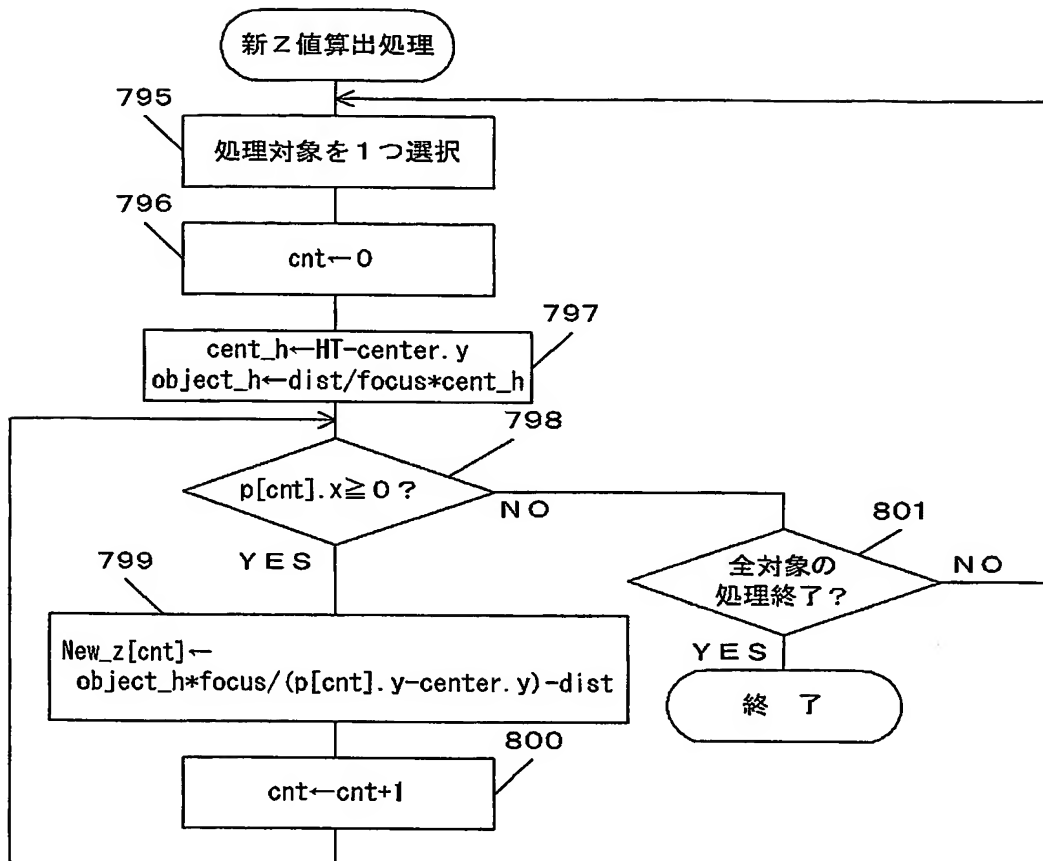 新Z値算出処理
795
処理対象を1つ選択
796
cnt←0
797
cent_h←HT-center.y
object_h←dist/focus*cent_h
798
p[cnt].x≧0?
NO
YES
801
全対象の
処理終了?
NO
YES
799
New_z[cnt]←
object_h*focus/(p[cnt].y-center.y)-dist
終 了
800
cnt←cnt+1